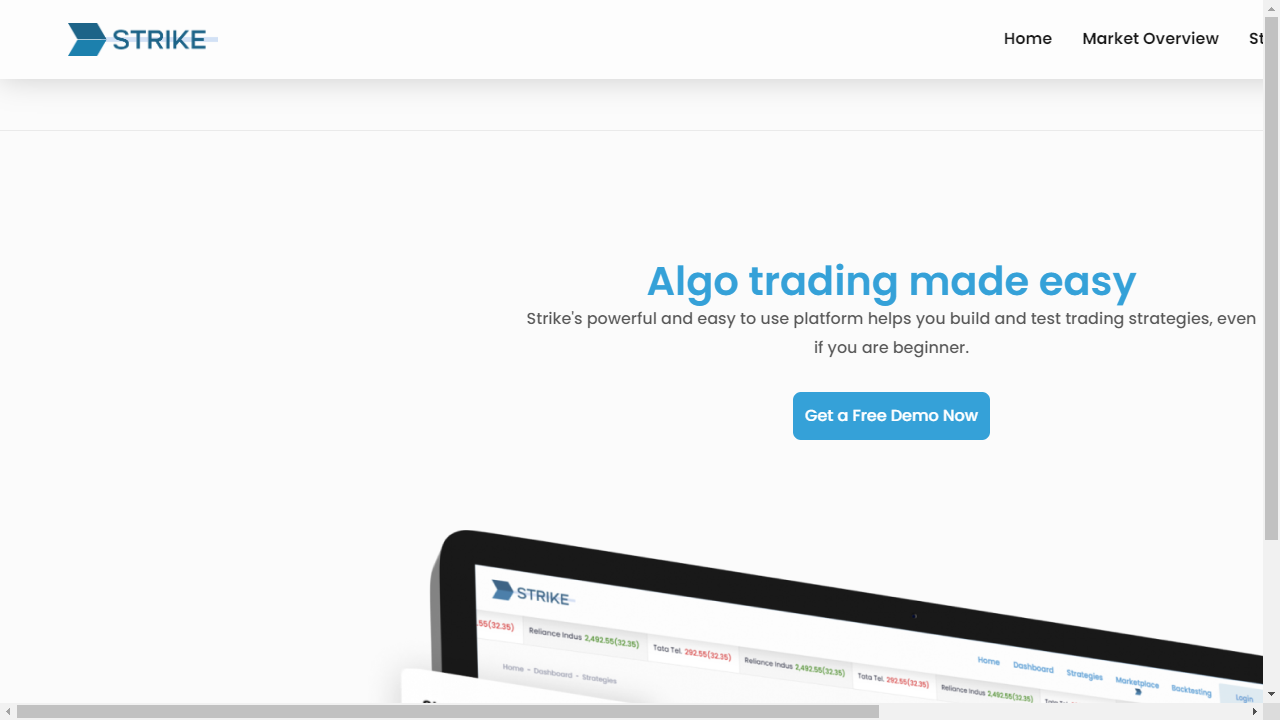 STRIKE
Home Market Overview St
Algo trading made easy
Strike's powerful and easy to use platform helps you build and test trading strategies, even
if you are beginner.
Get a Free Demo Now
STRIKE
.55(32.35) Reliance Indus 2,492.55(32.35) Tata Tel. 292.55(32.35) Reliance Indus 2,492.55(32.35) Tata Tel. 292.55(32.35) Reliance Indus 2,492.55(32.35)
Home Dashboard Strategies Marketplace Backtesting Login
Home - Dashboard - Strategies